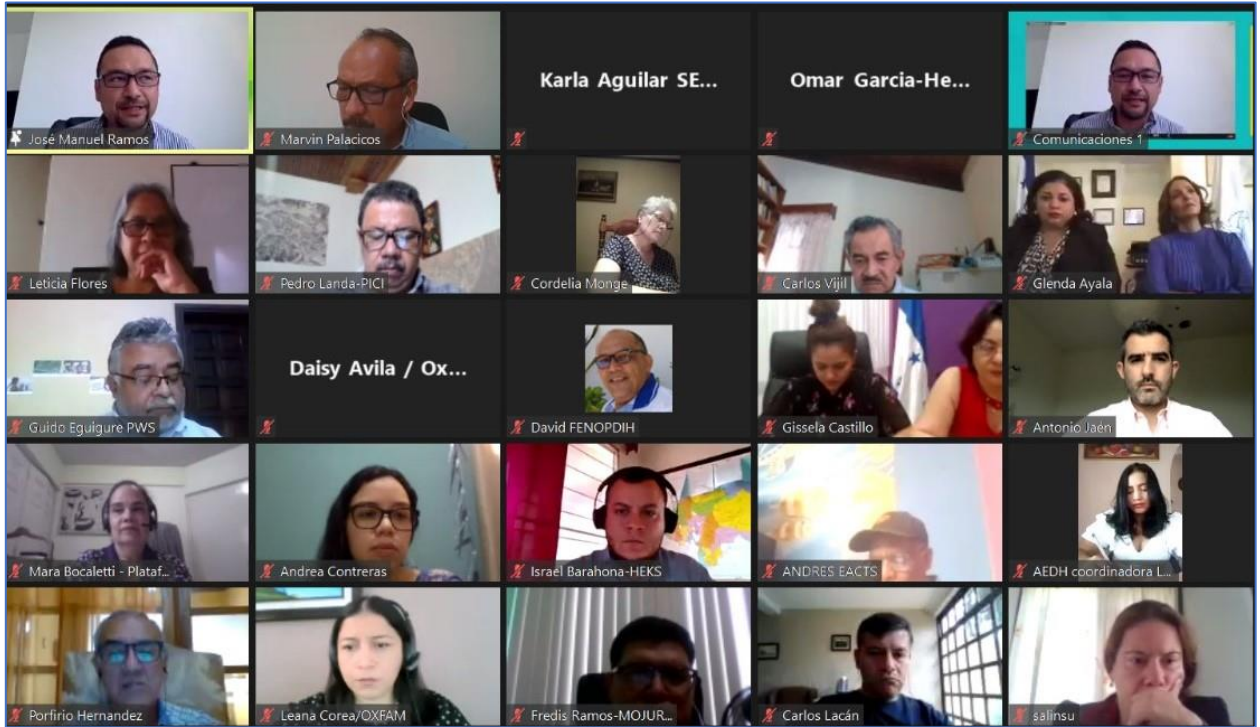 José Manuel Ramos
Marvin Palacicos
Karla Aguilar SE...
Omar Garcia-He...
Comunicaciones 1
Leticia Flores
Pedro Landa-PICI
Cordelia Monge
Carlos Vijil
Glenda Ayala
Guido Eguigure PWS
Daisy Avila / Ox...
David FENOPDIH
Gissela Castillo
Antonio Jaén
Mara Bocaletti - Plataf...
Andrea Contreras
Israel Barahona-HEKS
ANDRES EACTS
AEDH coordinadora L...
Porfirio Hernandez
Leana Corea/OXFAM
Fredis Ramos-MOJUR...
Carlos Lacán
salinsu